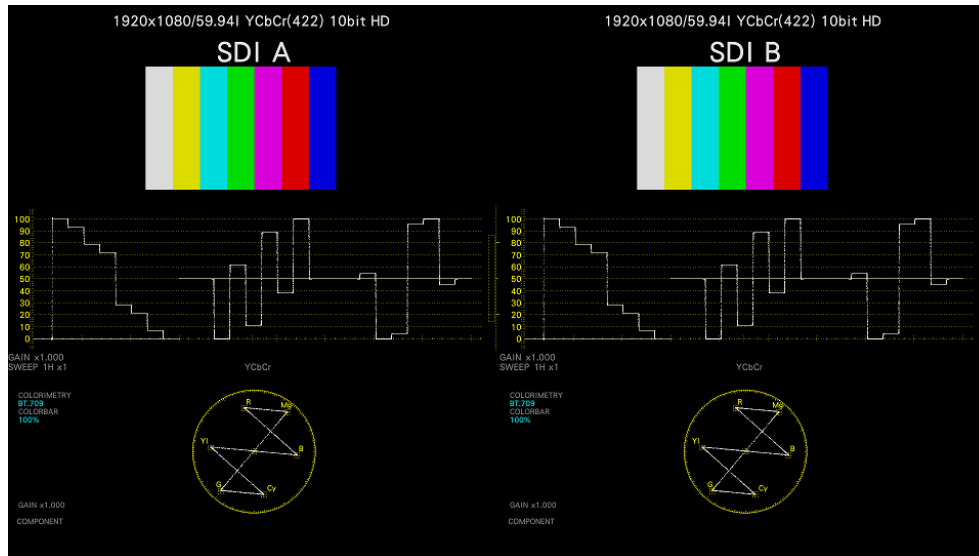 1920x1080/59.94I YCbCr(422) 10bit HD
SDI A
100
90
80
70
60
50
40
30
20
10
0
GAIN x1.000
SWEEP 1H x1
YCbCr
COLORIMETRY
BT.709
COLORBAR
100%
R
Mg
Yl
B
G
Cy
GAIN x1.000
COMPONENT
1920x1080/59.94I YCbCr(422) 10bit HD
SDI B
100
90
80
70
60
50
40
30
20
10
0
GAIN x1.000
SWEEP 1H x1
YCbCr
COLORIMETRY
BT.709
COLORBAR
100%
R
Mg
Yl
B
G
Cy
GAIN x1.000
COMPONENT